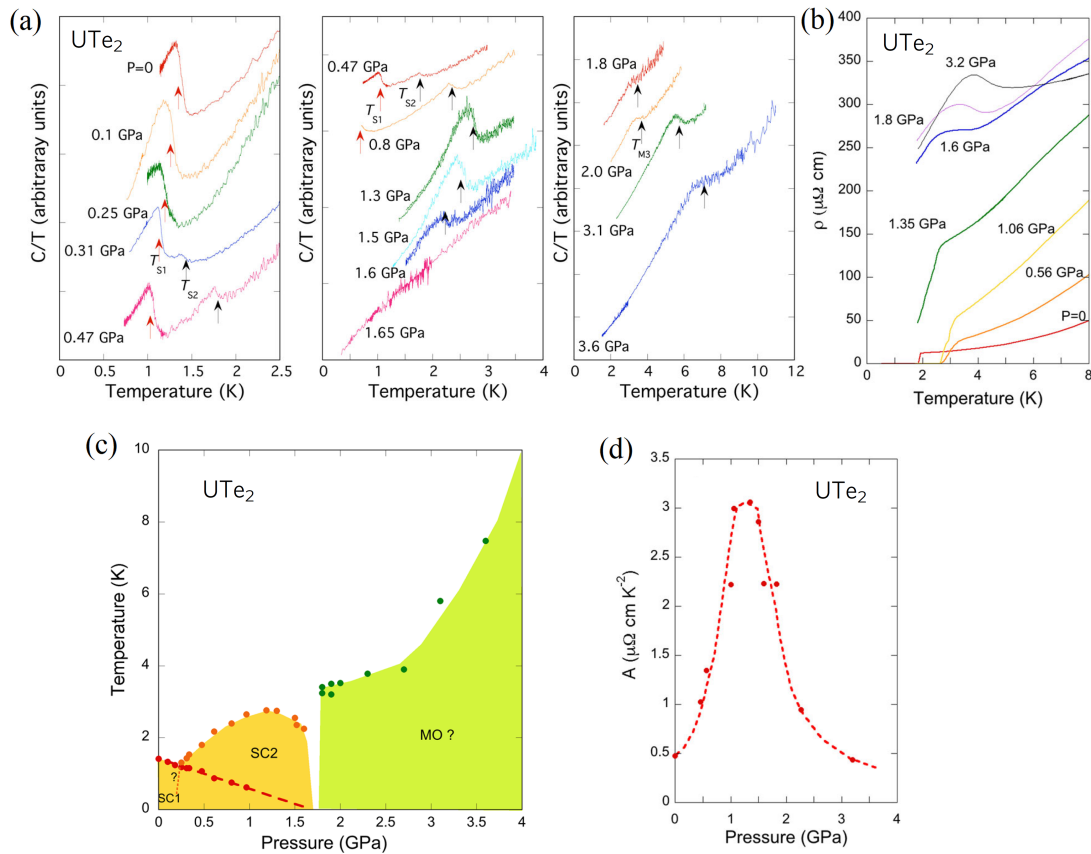 (a)
UTe2
P=0
0.1 GPa
0.25 GPa
0.31 GPa
TS1
TS2
0.47 GPa
C/T (arbitraray units)
0 0.5 1 1.5 2 2.5
Temperature (K)
0.47 GPa
TS1
TS2
0.8 GPa
1.3 GPa
1.5 GPa
1.6 GPa
1.65 GPa
C/T (arbitraray units)
0 1 2 3 4
Temperature (K)
1.8 GPa
TM3
2.0 GPa
3.1 GPa
3.6 GPa
C/T (arbitraray units)
0 2 4 6 8 10 12
Temperature (K)
(b)
UTe2
400
350
300
250
200
150
100
50
0
ρ (μΩ cm)
3.2 GPa
1.8 GPa
1.6 GPa
1.35 GPa
1.06 GPa
0.56 GPa
P=0
0 2 4 6 8
Temperature (K)
(c)
UTe2
10
8
6
4
2
0
Temperature (K)
?
SC1
SC2
MO ?
0 0.5 1 1.5 2 2.5 3 3.5 4
Pressure (GPa)
(d)
UTe2
3.5
3
2.5
2
1.5
1
0.5
0
A (μΩ cm K-2)
0 1 2 3 4
Pressure (GPa)